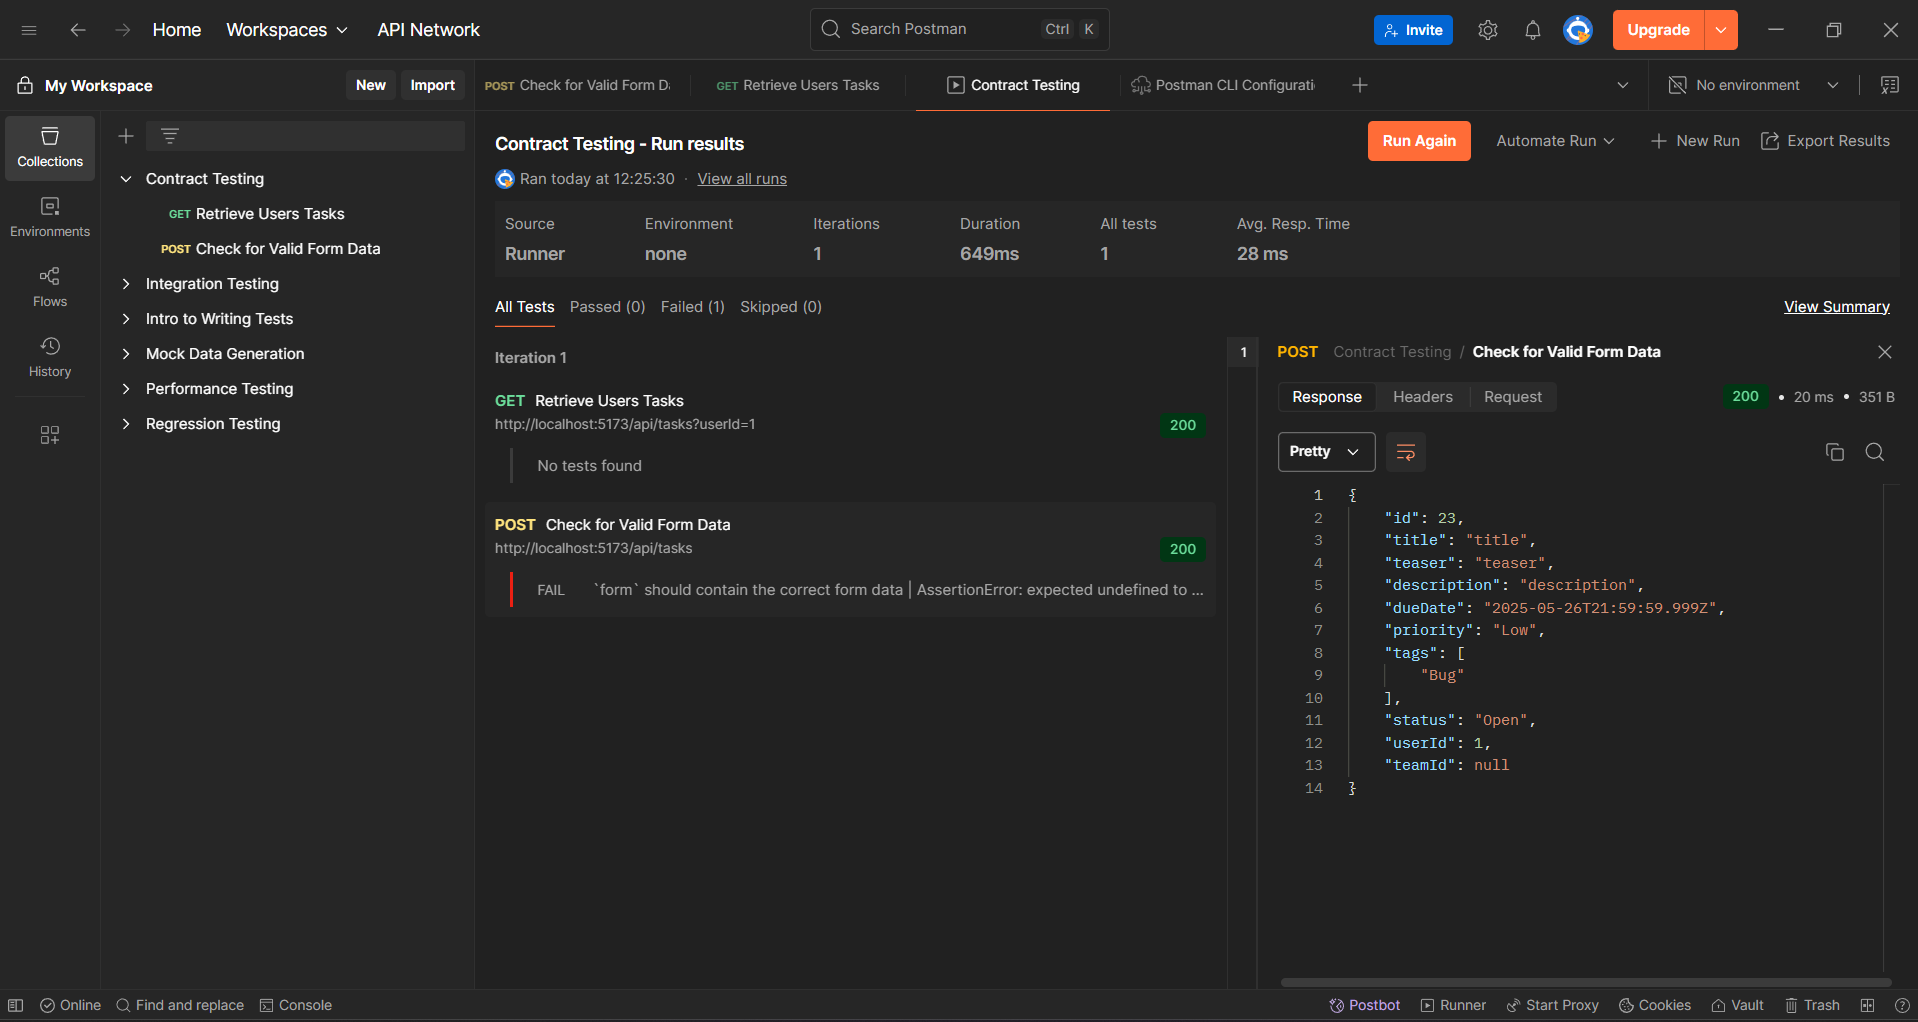 Home Workspaces API Network Search Postman Ctrl K Invite Upgrade
My Workspace New Import
POST Check for Valid Form Da GET Retrieve Users Tasks Contract Testing Postman CLI Configurati No environment
Collections
Environments
Flows
History
Contract Testing
GET Retrieve Users Tasks
POST Check for Valid Form Data
Integration Testing
Intro to Writing Tests
Mock Data Generation
Performance Testing
Regression Testing
Contract Testing - Run results
Run Again Automate Run New Run Export Results
Ran today at 12:25:30 · View all runs
Source Environment Iterations Duration All tests Avg. Resp. Time
Runner none 1 649ms 1 28 ms
All Tests Passed (0) Failed (1) Skipped (0) View Summary
Iteration 1
GET Retrieve Users Tasks
http://localhost:5173/api/tasks?userId=1 200
No tests found
POST Check for Valid Form Data
http://localhost:5173/api/tasks 200
FAIL `form` should contain the correct form data | AssertionError: expected undefined to ...
1
POST Contract Testing / Check for Valid Form Data
Response Headers Request 200 • 20 ms • 351 B
Pretty
1 {
2 "id": 23,
3 "title": "title",
4 "teaser": "teaser",
5 "description": "description",
6 "dueDate": "2025-05-26T21:59:59.999Z",
7 "priority": "Low",
8 "tags": [
9 "Bug"
10 ],
11 "status": "Open",
12 "userId": 1,
13 "teamId": null
14 }
Online Find and replace Console Postbot Runner Start Proxy Cookies Vault Trash